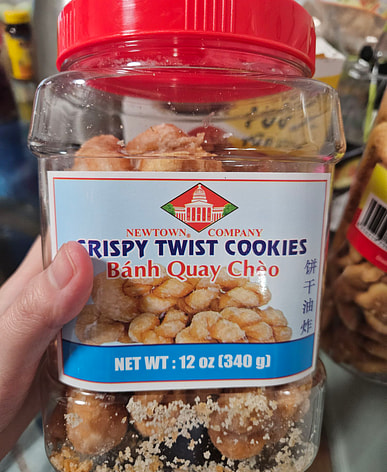 NEWTOWN® COMPANY
CRISPY TWIST COOKIES
Bánh Quay Chèo
饼干油炸
NET WT : 12 oz (340 g)